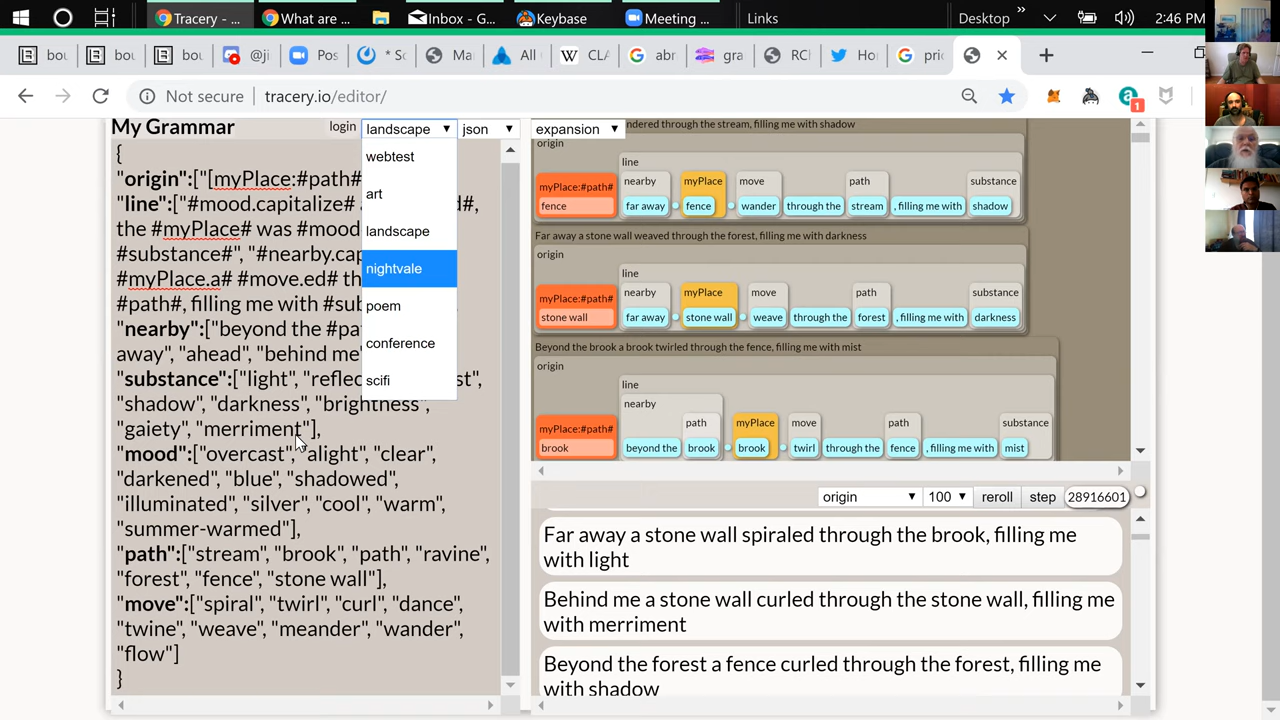 Tracery - ...
What are ...
Inbox - G...
Keybase
Meeting ...
Links
Desktop
»
2:46 PM
bou
bou
bou
@ji
Pos
* Sc
Ma
All
CLA
abr
gra
RCI
Hor
pric
Not secure
tracery.io/editor/
1
My Grammar
login
landscape
json
webtest
art
landscape
nightvale
poem
conference
scifi
{
"origin":["[myPlace:#path#
"line":["#mood.capitalize# d#,
the #myPlace# was #mood
#substance#", "#nearby.cap
#myPlace.a# #move.ed# th
#path#, filling me with #sub
"nearby":["beyond the #pa
away", "ahead", "behind me
"substance":["light", "reflec st",
"shadow", "darkness", "brightness",
"gaiety", "merriment"],
"mood":["overcast", "alight", "clear",
"darkened", "blue", "shadowed",
"illuminated", "silver", "cool", "warm",
"summer-warmed"],
"path":["stream", "brook", "path", "ravine",
"forest", "fence", "stone wall"],
"move":["spiral", "twirl", "curl", "dance",
"twine", "weave", "meander", "wander",
"flow"]
}
expansion
ndered through the stream, filling me with shadow
origin
line
nearby myPlace move path substance
myPlace:#path#
fence
far away fence wander through the stream , filling me with shadow
Far away a stone wall weaved through the forest, filling me with darkness
origin
line
nearby myPlace move path substance
myPlace:#path#
stone wall
far away stone wall weave through the forest , filling me with darkness
Beyond the brook a brook twirled through the fence, filling me with mist
origin
line
nearby
path myPlace move path substance
myPlace:#path#
brook
beyond the brook brook twirl through the fence , filling me with mist
origin
100
reroll
step
28916601
Far away a stone wall spiraled through the brook, filling me
with light
Behind me a stone wall curled through the stone wall, filling me
with merriment
Beyond the forest a fence curled through the forest, filling me
with shadow